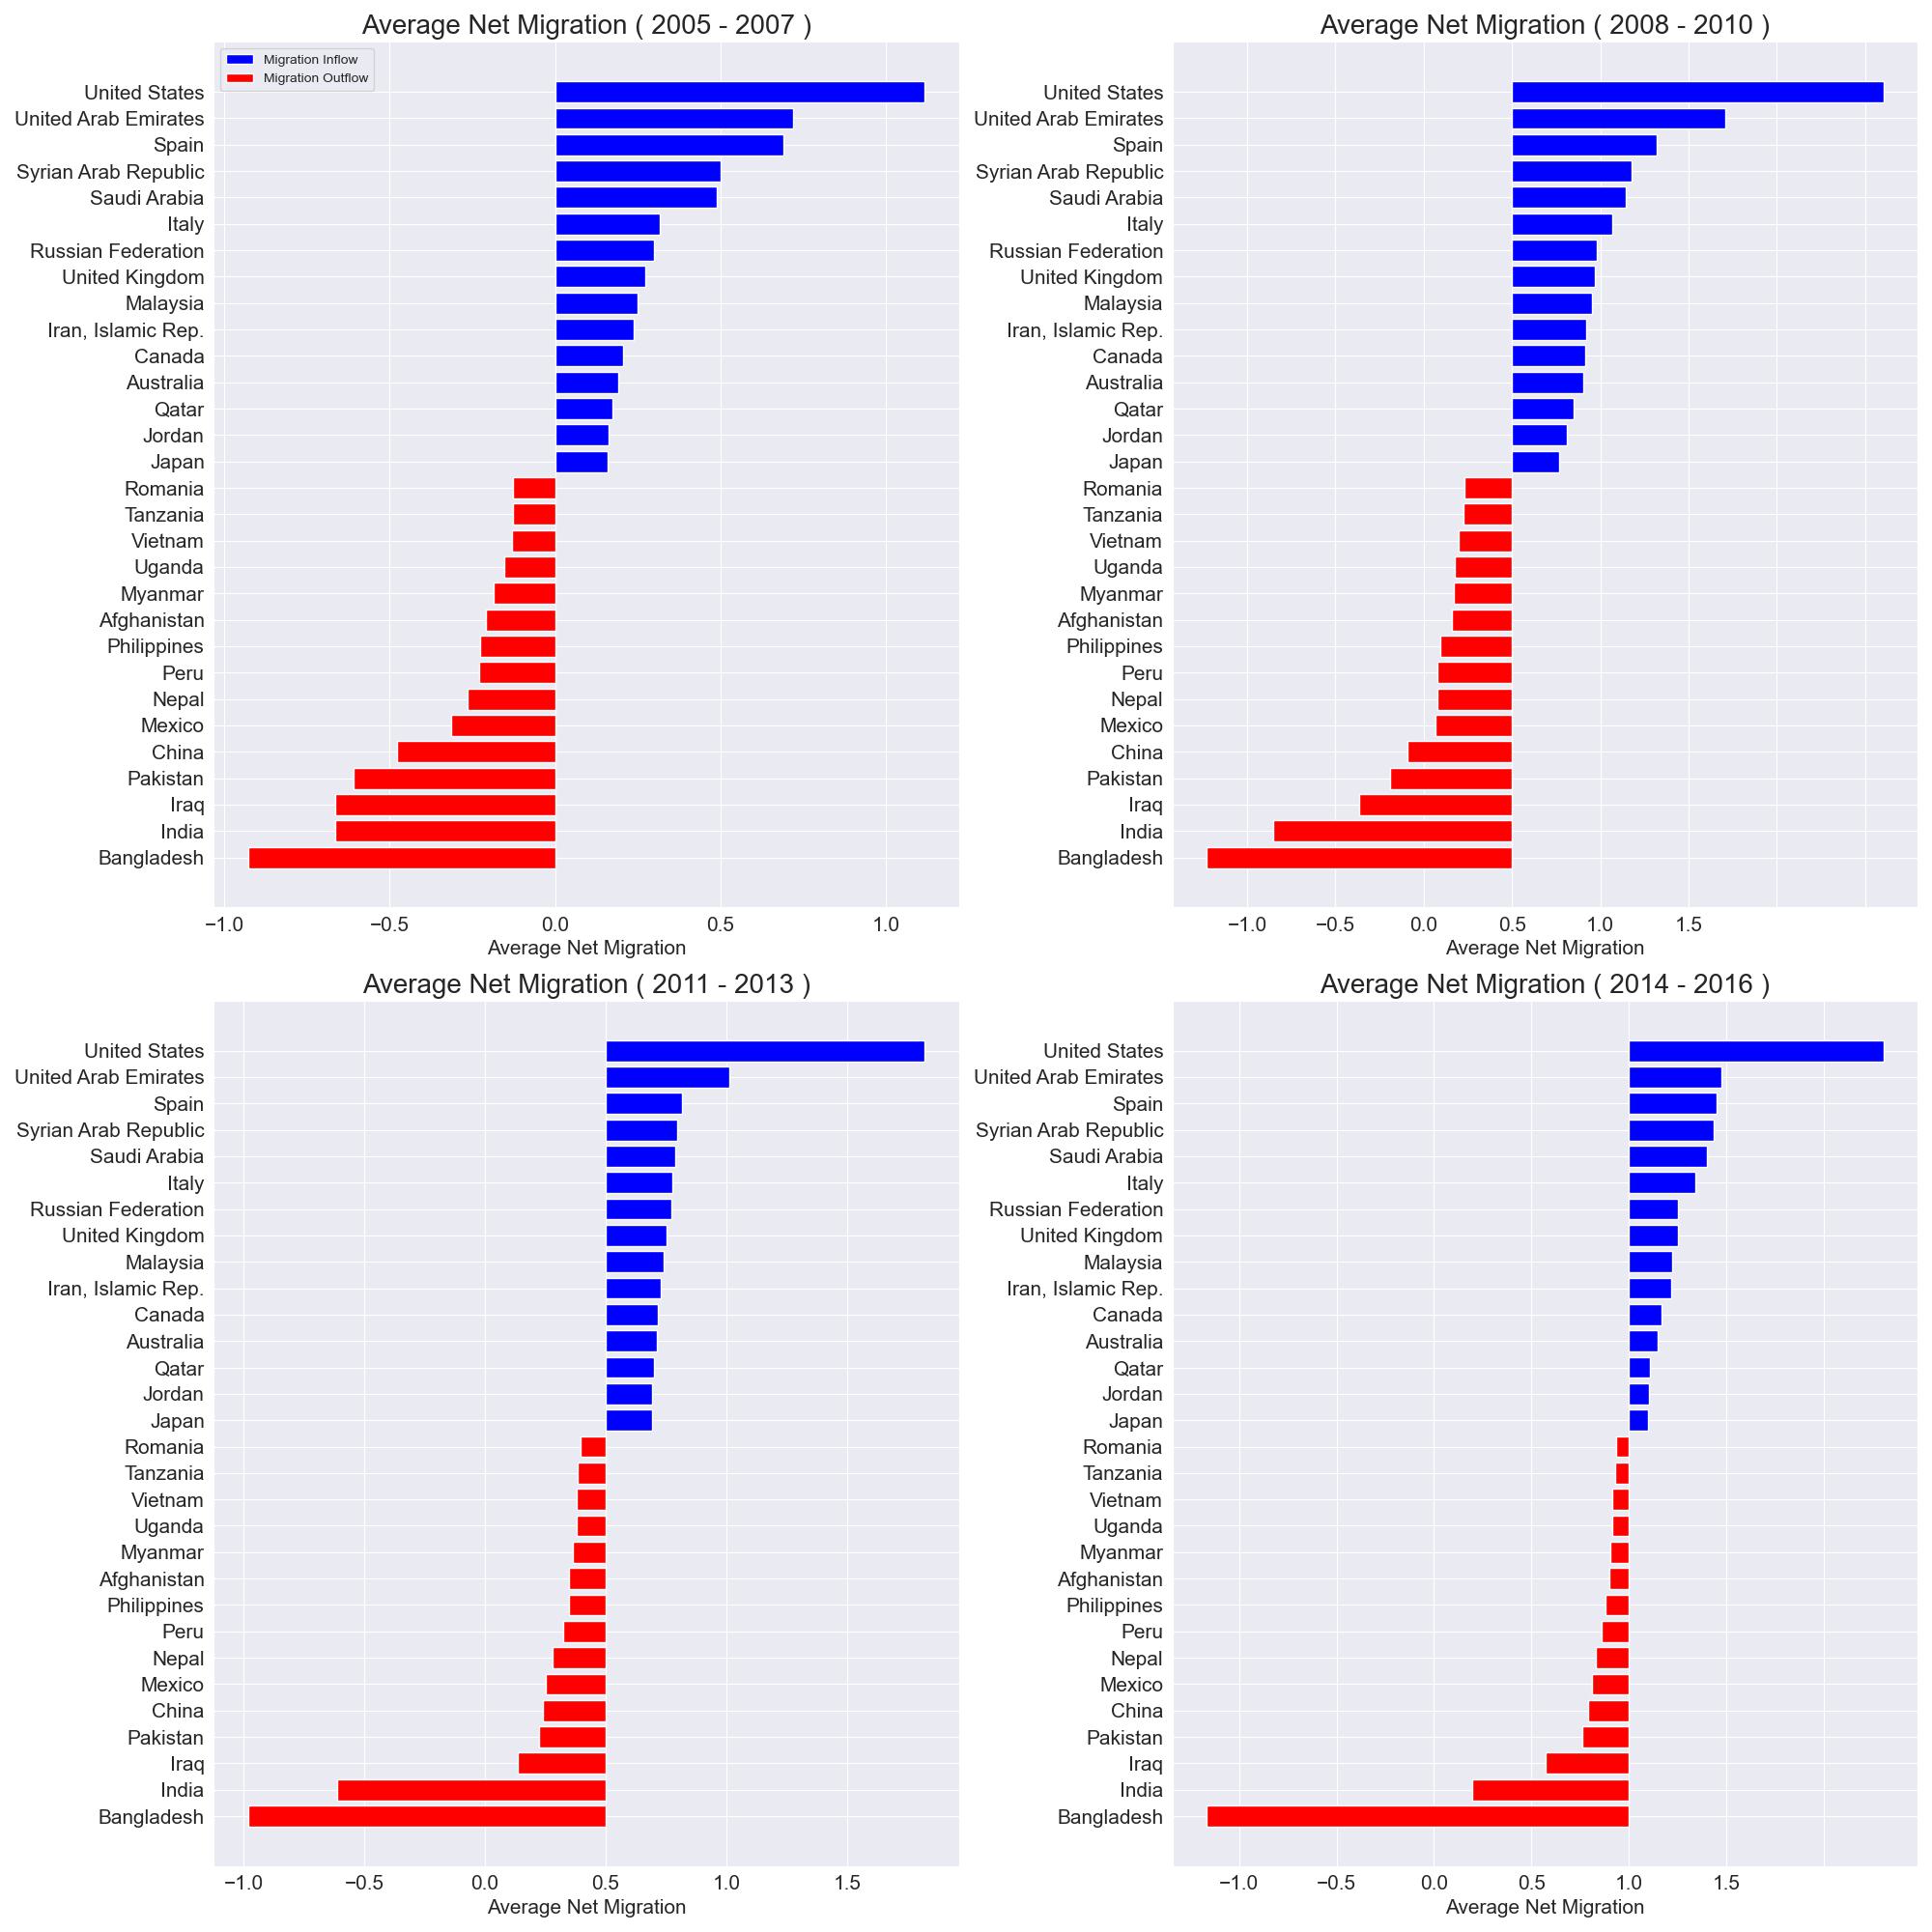 Average Net Migration ( 2005 - 2007 )
Migration Inflow
Migration Outflow
United States
United Arab Emirates
Spain
Syrian Arab Republic
Saudi Arabia
Italy
Russian Federation
United Kingdom
Malaysia
Iran, Islamic Rep.
Canada
Australia
Qatar
Jordan
Japan
Romania
Tanzania
Vietnam
Uganda
Myanmar
Afghanistan
Philippines
Peru
Nepal
Mexico
China
Pakistan
Iraq
India
Bangladesh
−1.0 −0.5 0.0 0.5 1.0
Average Net Migration
Average Net Migration ( 2008 - 2010 )
United States
United Arab Emirates
Spain
Syrian Arab Republic
Saudi Arabia
Italy
Russian Federation
United Kingdom
Malaysia
Iran, Islamic Rep.
Canada
Australia
Qatar
Jordan
Japan
Romania
Tanzania
Vietnam
Uganda
Myanmar
Afghanistan
Philippines
Peru
Nepal
Mexico
China
Pakistan
Iraq
India
Bangladesh
−1.0 −0.5 0.0 0.5 1.0 1.5
Average Net Migration
Average Net Migration ( 2011 - 2013 )
United States
United Arab Emirates
Spain
Syrian Arab Republic
Saudi Arabia
Italy
Russian Federation
United Kingdom
Malaysia
Iran, Islamic Rep.
Canada
Australia
Qatar
Jordan
Japan
Romania
Tanzania
Vietnam
Uganda
Myanmar
Afghanistan
Philippines
Peru
Nepal
Mexico
China
Pakistan
Iraq
India
Bangladesh
−1.0 −0.5 0.0 0.5 1.0 1.5
Average Net Migration
Average Net Migration ( 2014 - 2016 )
United States
United Arab Emirates
Spain
Syrian Arab Republic
Saudi Arabia
Italy
Russian Federation
United Kingdom
Malaysia
Iran, Islamic Rep.
Canada
Australia
Qatar
Jordan
Japan
Romania
Tanzania
Vietnam
Uganda
Myanmar
Afghanistan
Philippines
Peru
Nepal
Mexico
China
Pakistan
Iraq
India
Bangladesh
−1.0 −0.5 0.0 0.5 1.0 1.5
Average Net Migration